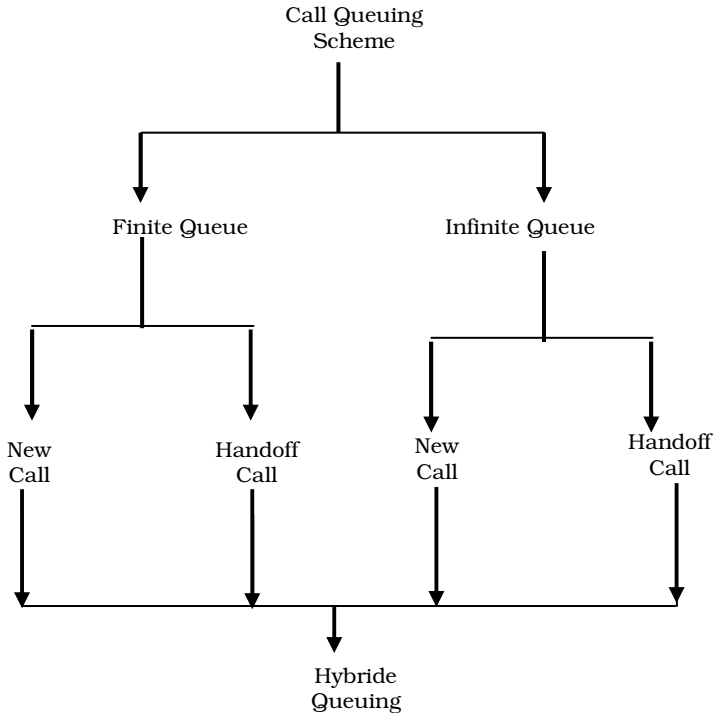 Call Queuing
Scheme
Finite Queue
Infinite Queue
New
Call
Handoff
Call
New
Call
Handoff
Call
Hybride
Queuing